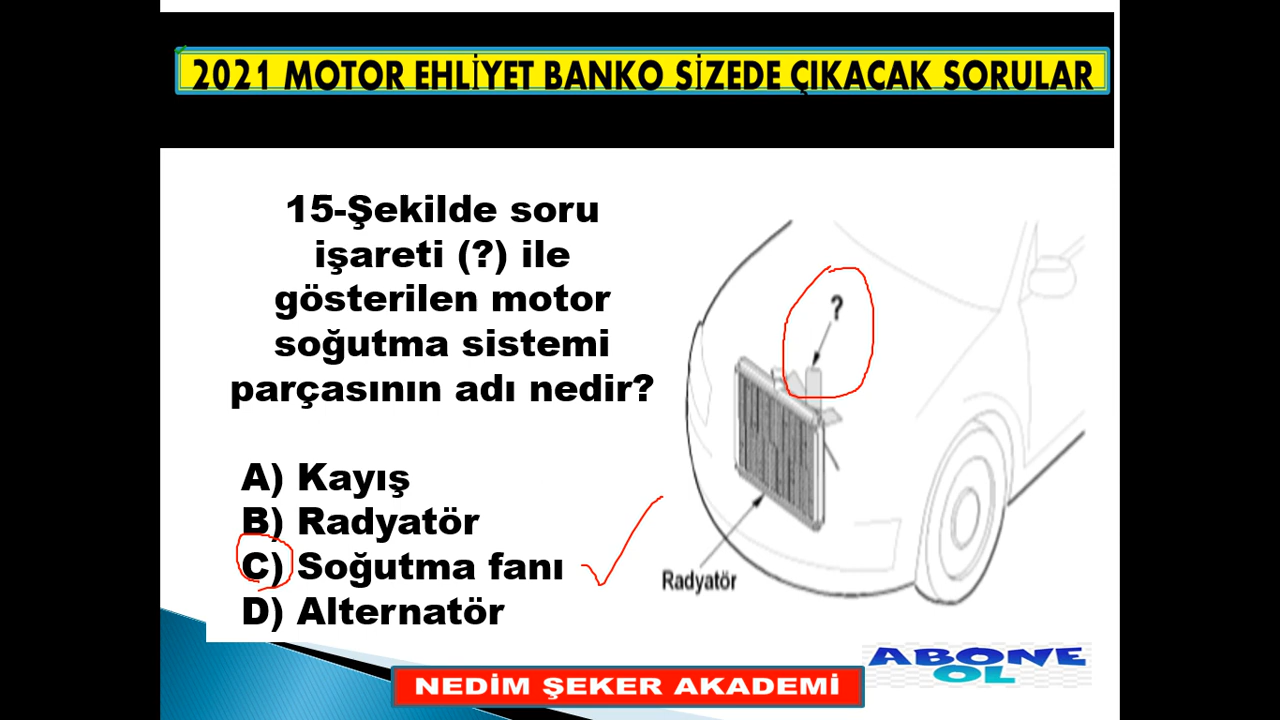 2021 MOTOR EHLİYET BANKO SİZEDE ÇIKACAK SORULAR
15-Şekilde soru
işareti (?) ile
gösterilen motor
soğutma sistemi
parçasının adı nedir?
A) Kayış
B) Radyatör
C) Soğutma fanı
D) Alternatör
?
Radyatör
ABONE
OL
NEDİM ŞEKER AKADEMİ